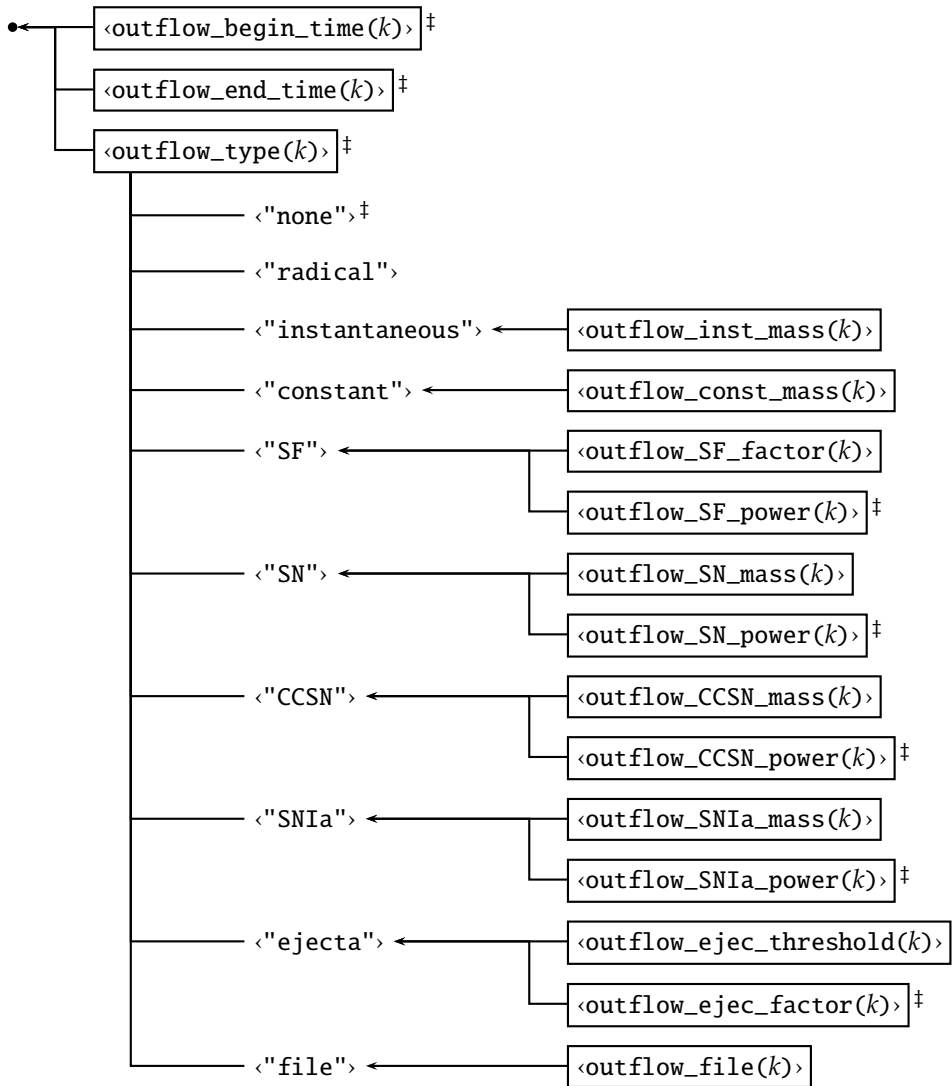 ‹outflow_begin_time(k)›‡
‹outflow_end_time(k)›‡
‹outflow_type(k)›‡
‹"none"›‡
‹"radical"›
‹"instantaneous"› ‹outflow_inst_mass(k)›
‹"constant"› ‹outflow_const_mass(k)›
‹"SF"› ‹outflow_SF_factor(k)›
‹outflow_SF_power(k)›‡
‹"SN"› ‹outflow_SN_mass(k)›
‹outflow_SN_power(k)›‡
‹"CCSN"› ‹outflow_CCSN_mass(k)›
‹outflow_CCSN_power(k)›‡
‹"SNIa"› ‹outflow_SNIa_mass(k)›
‹outflow_SNIa_power(k)›‡
‹"ejecta"› ‹outflow_ejec_threshold(k)›
‹outflow_ejec_factor(k)›‡
‹"file"› ‹outflow_file(k)›